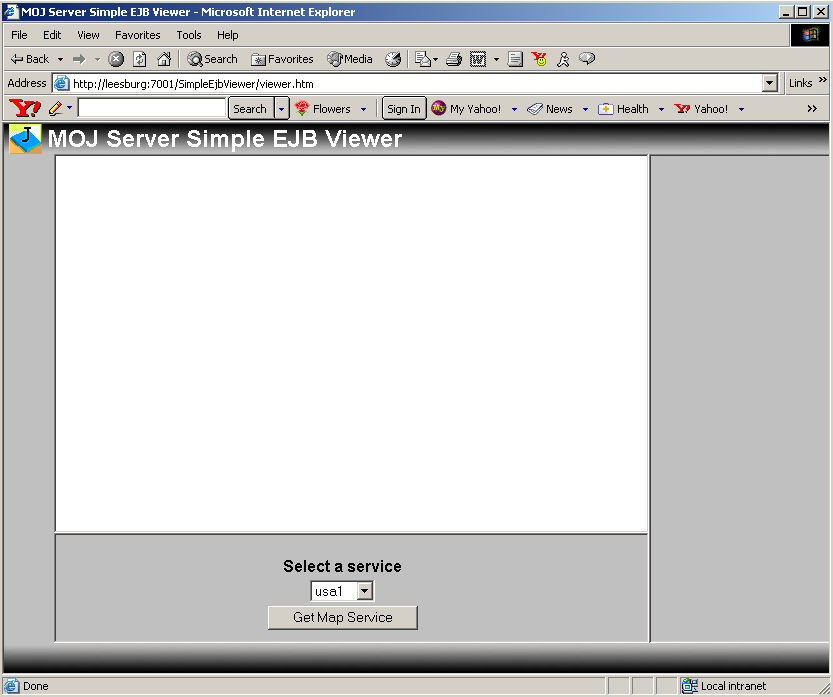 MOJ Server Simple EJB Viewer - Microsoft Internet Explorer
File Edit View Favorites Tools Help
Back Search Favorites Media
Address http://leesburg:7001/SimpleEjbViewer/viewer.htm Links »
Y! Search Flowers Sign In My Yahoo! News Health Y? Yahoo! »
J MOJ Server Simple EJB Viewer
Select a service
usa1
Get Map Service
Done Local intranet